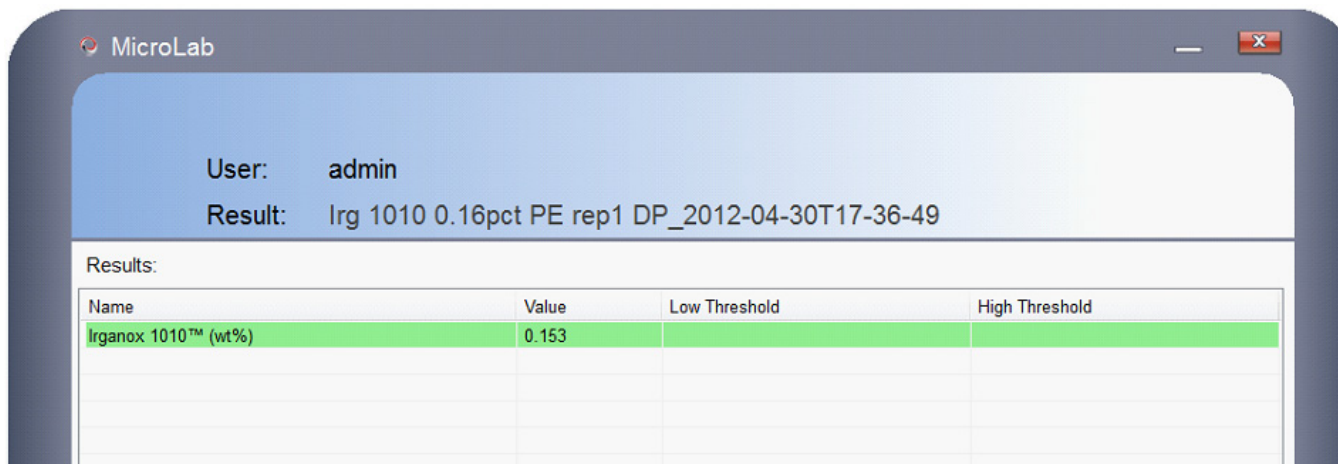 MicroLab
User: admin
Result: Irg 1010 0.16pct PE rep1 DP_2012-04-30T17-36-49
Results:
Name Value Low Threshold High Threshold
Irganox 1010™ (wt%) 0.153